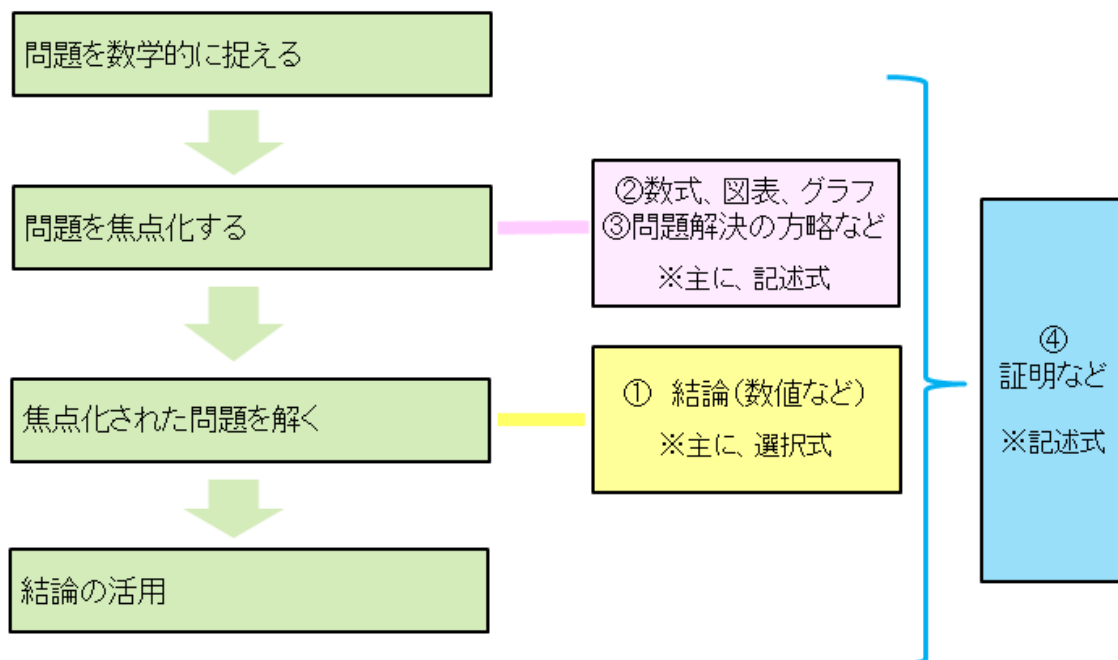 問題を数学的に捉える
問題を焦点化する
②数式、図表、グラフ
③問題解決の方略など
※主に、記述式
焦点化された問題を解く
① 結論(数値など)
※主に、選択式
結論の活用
④
証明など
※記述式